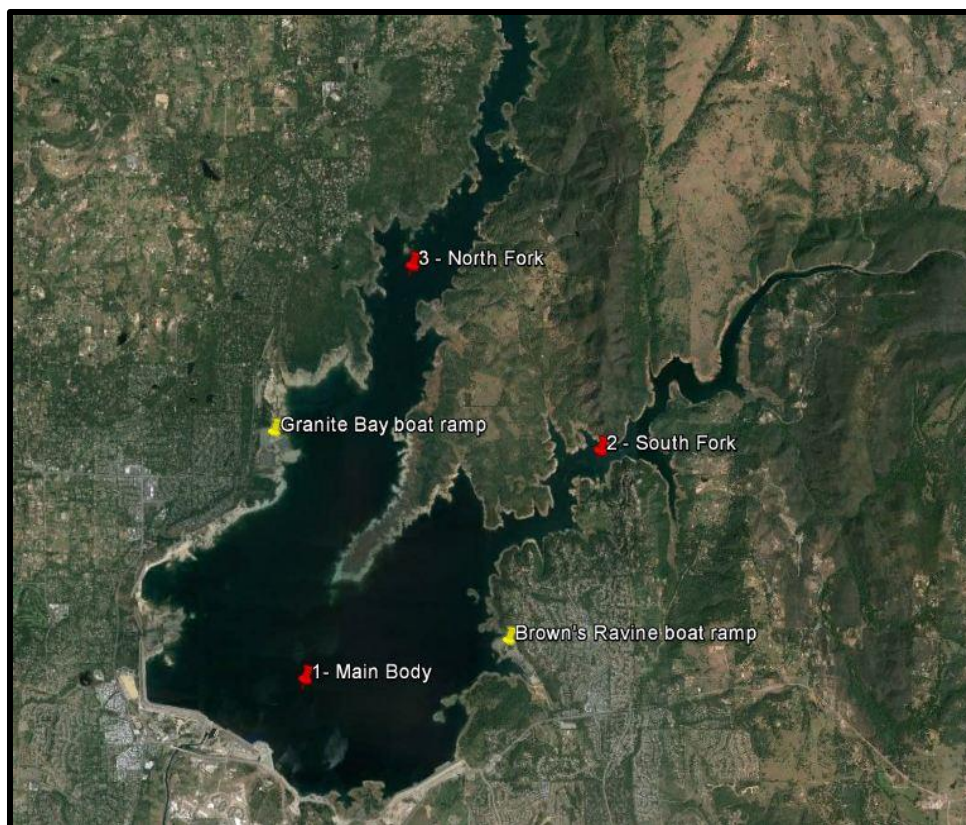 3 - North Fork
Granite Bay boat ramp
2 - South Fork
Brown's Ravine boat ramp
1- Main Body